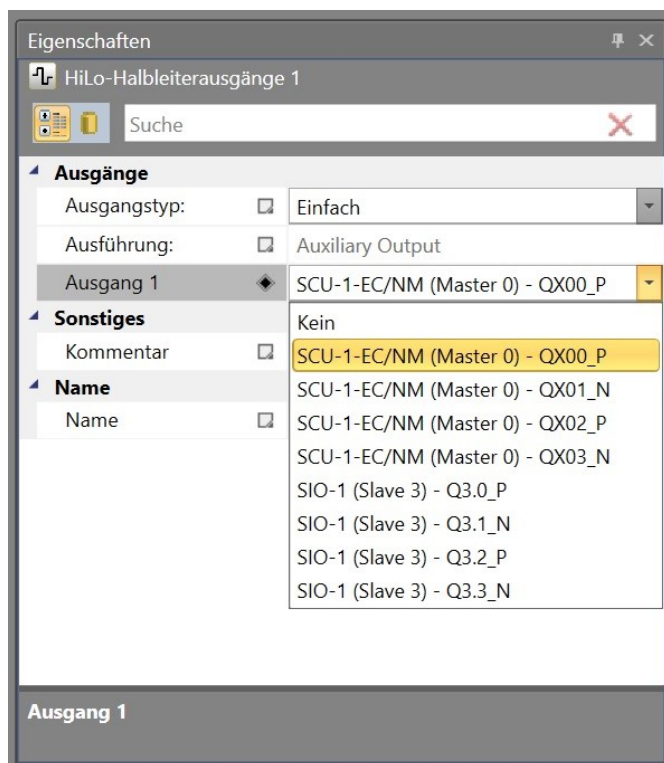 Eigenschaften
HiLo-Halbleiterausgänge 1
Suche
Ausgänge
Ausgangstyp: Einfach
Ausführung: Auxiliary Output
Ausgang 1 SCU-1-EC/NM (Master 0) - QX00_P
Sonstiges
Kommentar
Name
Name
Kein
SCU-1-EC/NM (Master 0) - QX00_P
SCU-1-EC/NM (Master 0) - QX01_N
SCU-1-EC/NM (Master 0) - QX02_P
SCU-1-EC/NM (Master 0) - QX03_N
SIO-1 (Slave 3) - Q3.0_P
SIO-1 (Slave 3) - Q3.1_N
SIO-1 (Slave 3) - Q3.2_P
SIO-1 (Slave 3) - Q3.3_N
Ausgang 1